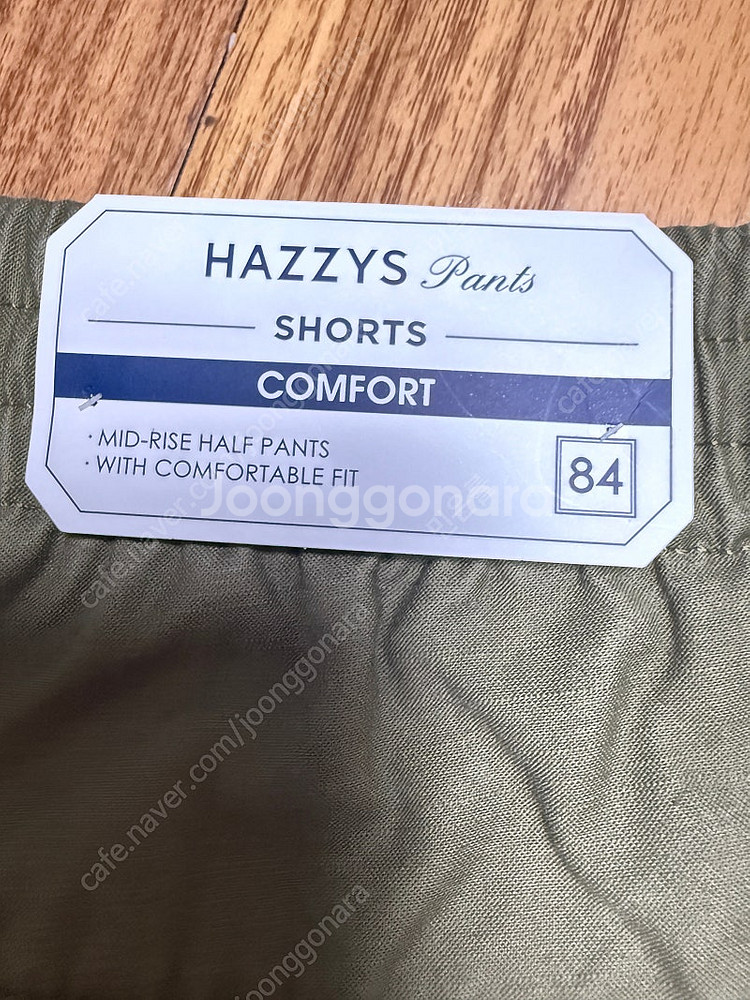 HAZZYS Pants
SHORTS
COMFORT
· MID-RISE HALF PANTS
· WITH COMFORTABLE FIT
84
Joonggonara
cafe.naver.com/joonggonara